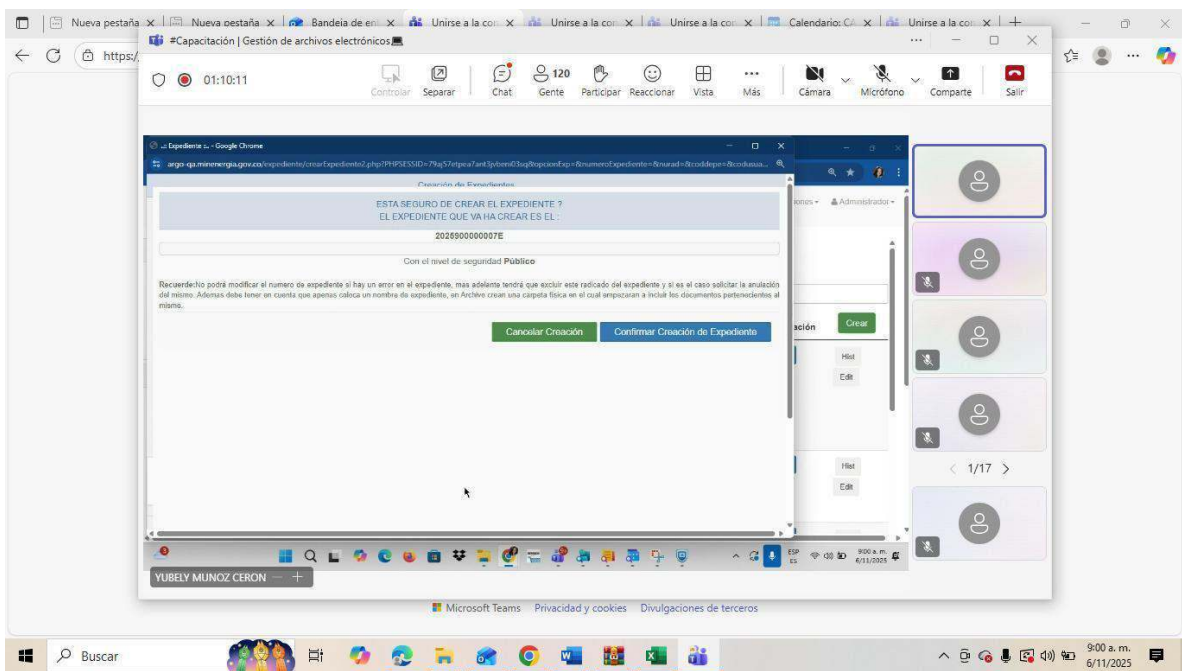 Nueva pestaña
Nueva pestaña
Bandeja de en
Unirse a la con
Unirse a la con
Unirse a la con
Calendario: C
Unirse a la con
https:/
#Capacitación | Gestión de archivos electrónicos
01:10:11
Controlar
Separar
Chat
120
Gente
Participar
Reaccionar
Vista
Más
Cámara
Micrófono
Comparte
Salir
Expediente ::. - Google Chrome
argo-qa.minenergia.gov.co/expediente/crearExpediente2.php?PHPSESSID=
Creación de Expedientes
ESTA SEGURO DE CREAR EL EXPEDIENTE ?
EL EXPEDIENTE QUE VA HA CREAR ES EL :
2025900000007E
Con el nivel de seguridad Público
Recuerde:No podrá modificar el numero de expediente si hay un error en el expediente, mas adelante tendrá que excluir este radicado del expediente y si es el caso solicitar la anulación
del mismo. Ademas debe tener en cuenta que apenas coloca un nombre de expediente, en Archivo crean una carpeta física en el cual empezaran a incluir los documentos pertenecientes al
mismo.
Cancelar Creación
Confirmar Creación de Expediente
iones
Administrador
ación
Crear
Hist
Edit
Hist
Edit
1/17
ESP
ES
9:00 a. m.
6/11/2025
YUBELY MUNOZ CERON
Microsoft Teams
Privacidad y cookies
Divulgaciones de terceros
Buscar
9:00 a. m.
6/11/2025